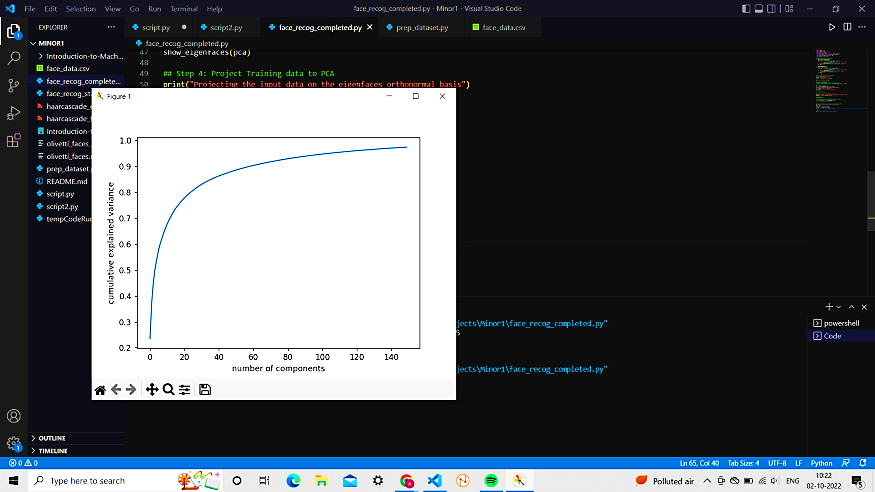 File Edit Selection View Go Run Terminal Help
face_recog_completed.py - Minor1 - Visual Studio Code
EXPLORER
script.py
script2.py
face_recog_completed.py
prep_dataset.py
face_data.csv
MINOR1
Introduction-to-Mach...
face_data.csv
face_recog_complete...
face_recog_st
haarcascade_
haarcascade_f
Introduction-
olivetti_faces_
olivetti_faces.
prep_dataset.
README.md
script.py
script2.py
tempCodeRun
OUTLINE
TIMELINE
face_recog_completed.py
47 show_eigenfaces(pca)
48
49 ## Step 4: Project Training data to PCA
50 print("Projecting the input data on the eigenfaces orthonormal basis")
Figure 1
cumulative explained variance
1.0
0.9
0.8
0.7
0.6
0.5
0.4
0.3
0.2
0 20 40 60 80 100 120 140
number of components
jects\Minor1\face_recog_completed.py"
s
jects\Minor1\face_recog_completed.py"
powershell
Code
0 0
Ln 65, Col 40 Tab Size: 4 UTF-8 LF Python
Type here to search
Polluted air
ENG
10:22
02-10-2022
5
1
1